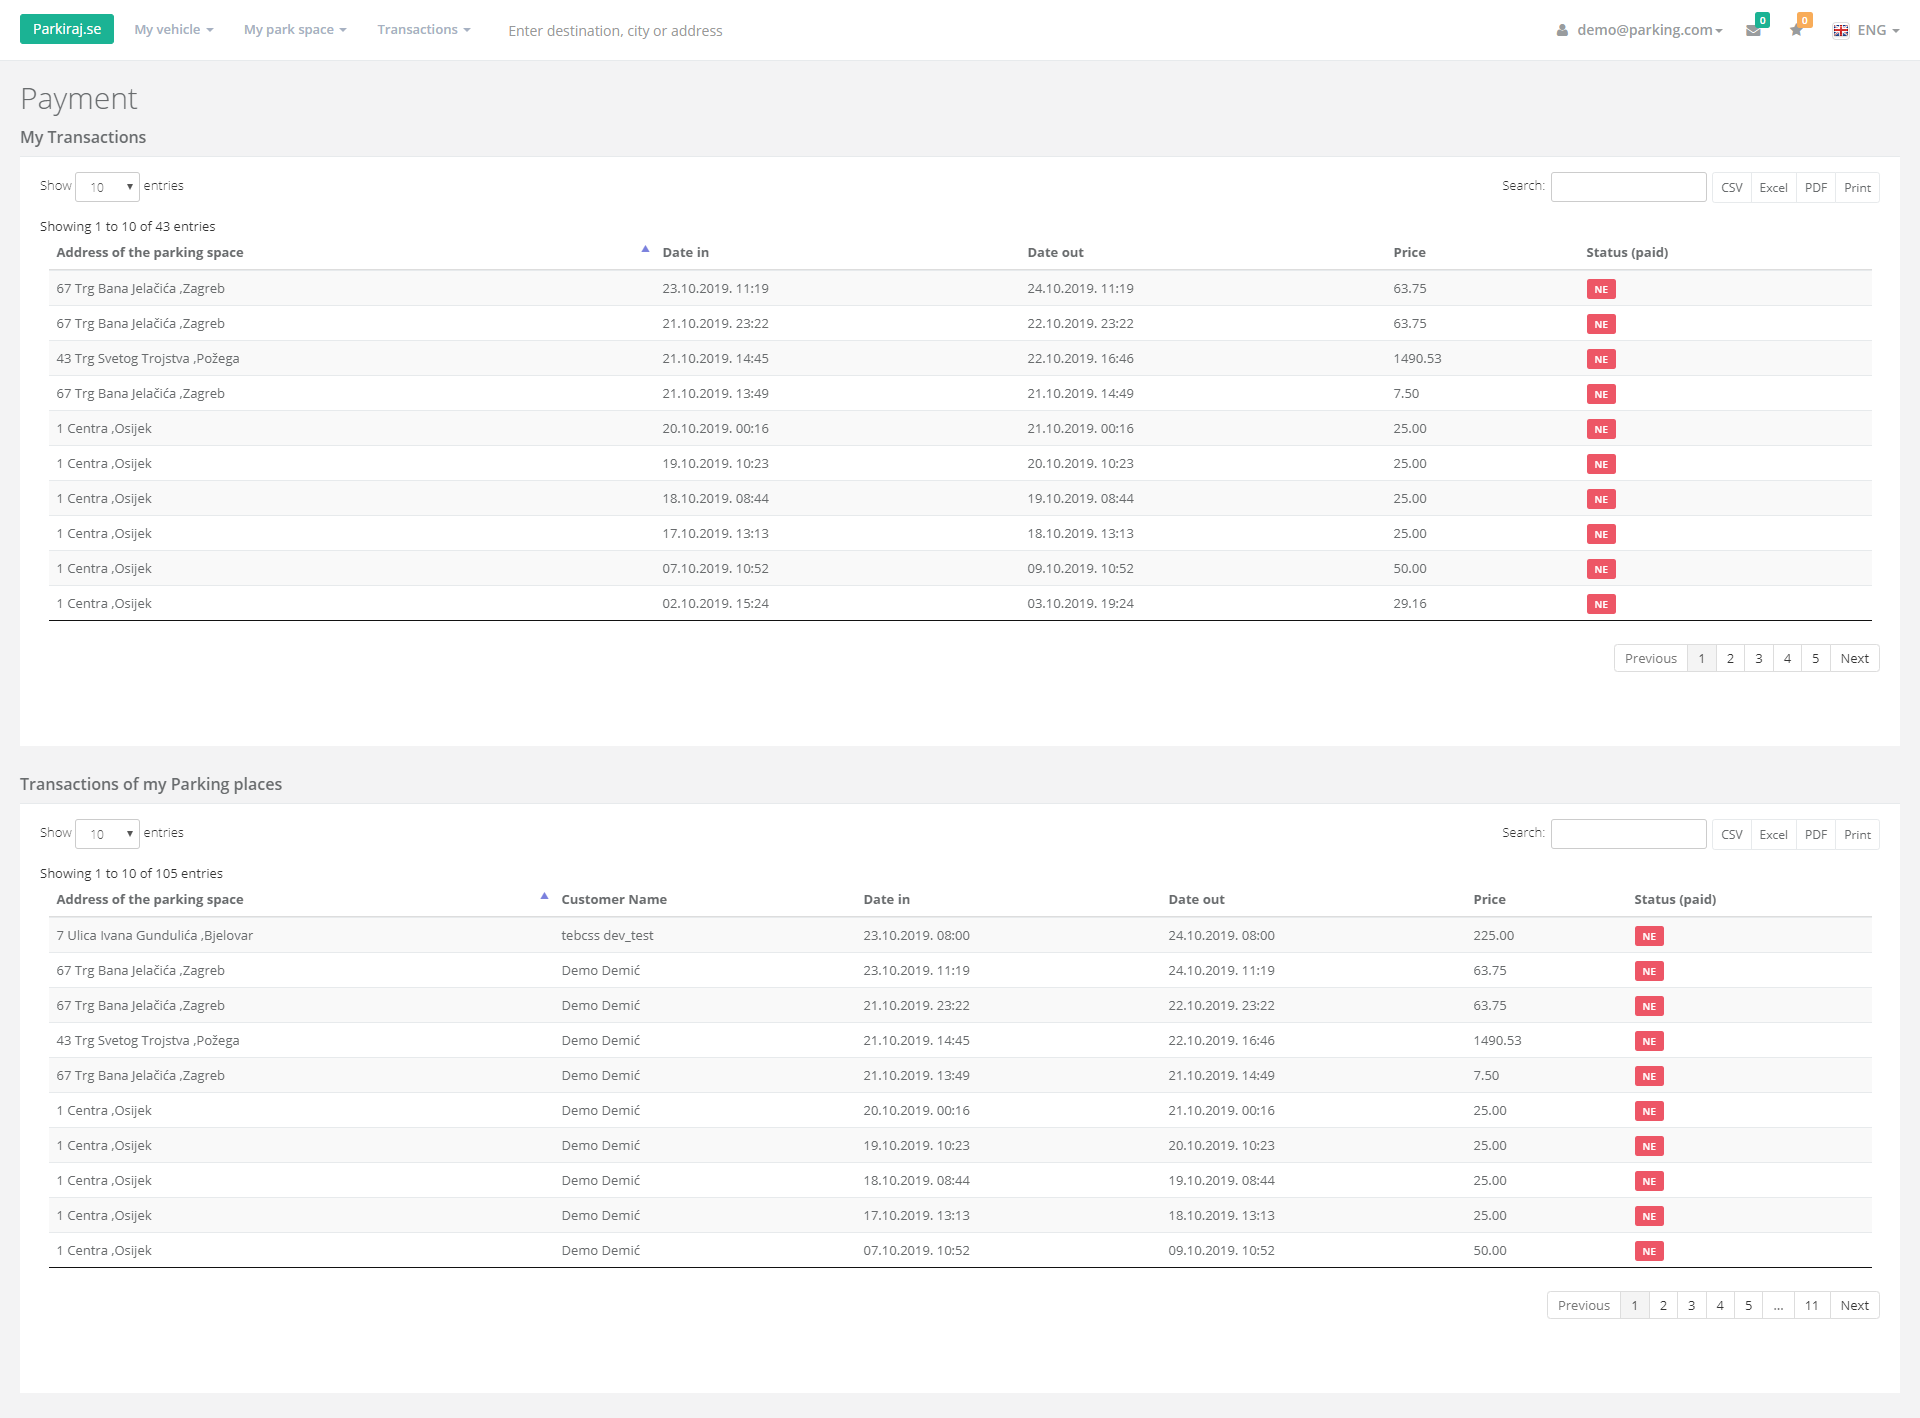 Parkiraj.se My vehicle My park space Transactions Enter destination, city or address demo@parking.com 0 0 ENG
Payment
My Transactions
Show 10 entries Search: CSV Excel PDF Print
Showing 1 to 10 of 43 entries
Address of the parking space Date in Date out Price Status (paid)
67 Trg Bana Jelačića ,Zagreb 23.10.2019. 11:19 24.10.2019. 11:19 63.75 NE
67 Trg Bana Jelačića ,Zagreb 21.10.2019. 23:22 22.10.2019. 23:22 63.75 NE
43 Trg Svetog Trojstva ,Požega 21.10.2019. 14:45 22.10.2019. 16:46 1490.53 NE
67 Trg Bana Jelačića ,Zagreb 21.10.2019. 13:49 21.10.2019. 14:49 7.50 NE
1 Centra ,Osijek 20.10.2019. 00:16 21.10.2019. 00:16 25.00 NE
1 Centra ,Osijek 19.10.2019. 10:23 20.10.2019. 10:23 25.00 NE
1 Centra ,Osijek 18.10.2019. 08:44 19.10.2019. 08:44 25.00 NE
1 Centra ,Osijek 17.10.2019. 13:13 18.10.2019. 13:13 25.00 NE
1 Centra ,Osijek 07.10.2019. 10:52 09.10.2019. 10:52 50.00 NE
1 Centra ,Osijek 02.10.2019. 15:24 03.10.2019. 19:24 29.16 NE
Previous 1 2 3 4 5 Next
Transactions of my Parking places
Show 10 entries Search: CSV Excel PDF Print
Showing 1 to 10 of 105 entries
Address of the parking space Customer Name Date in Date out Price Status (paid)
7 Ulica Ivana Gundulića ,Bjelovar tebcss dev_test 23.10.2019. 08:00 24.10.2019. 08:00 225.00 NE
67 Trg Bana Jelačića ,Zagreb Demo Demić 23.10.2019. 11:19 24.10.2019. 11:19 63.75 NE
67 Trg Bana Jelačića ,Zagreb Demo Demić 21.10.2019. 23:22 22.10.2019. 23:22 63.75 NE
43 Trg Svetog Trojstva ,Požega Demo Demić 21.10.2019. 14:45 22.10.2019. 16:46 1490.53 NE
67 Trg Bana Jelačića ,Zagreb Demo Demić 21.10.2019. 13:49 21.10.2019. 14:49 7.50 NE
1 Centra ,Osijek Demo Demić 20.10.2019. 00:16 21.10.2019. 00:16 25.00 NE
1 Centra ,Osijek Demo Demić 19.10.2019. 10:23 20.10.2019. 10:23 25.00 NE
1 Centra ,Osijek Demo Demić 18.10.2019. 08:44 19.10.2019. 08:44 25.00 NE
1 Centra ,Osijek Demo Demić 17.10.2019. 13:13 18.10.2019. 13:13 25.00 NE
1 Centra ,Osijek Demo Demić 07.10.2019. 10:52 09.10.2019. 10:52 50.00 NE
Previous 1 2 3 4 5 ... 11 Next